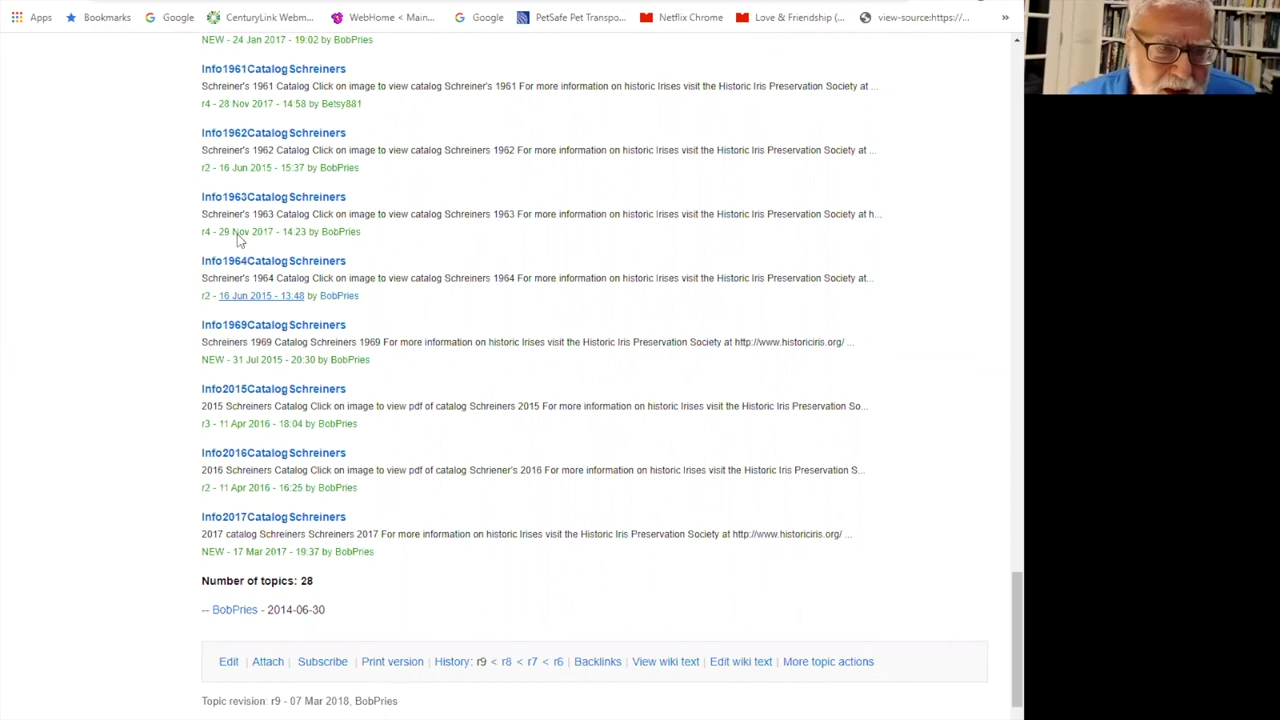 Apps Bookmarks Google CenturyLink Webm... WebHome < Main... Google PetSafe Pet Transpo... Netflix Chrome Love & Friendship (... view-source:https://... »
NEW - 24 Jan 2017 - 19:02 by BobPries
Info1961CatalogSchreiners
Schreiner's 1961 Catalog Click on image to view catalog Schreiner's 1961 For more information on historic Irises visit the Historic Iris Preservation Society at ...
r4 - 28 Nov 2017 - 14:58 by Betsy881
Info1962CatalogSchreiners
Schreiner's 1962 Catalog Click on image to view catalog Schreiners 1962 For more information on historic Irises visit the Historic Iris Preservation Society at ...
r2 - 16 Jun 2015 - 15:37 by BobPries
Info1963CatalogSchreiners
Schreiner's 1963 Catalog Click on image to view catalog Schreiners 1963 For more information on historic Irises visit the Historic Iris Preservation Society at h...
r4 - 29 Nov 2017 - 14:23 by BobPries
Info1964CatalogSchreiners
Schreiner's 1964 Catalog Click on image to view catalog Schreiners 1964 For more information on historic Irises visit the Historic Iris Preservation Society at...
r2 - 16 Jun 2015 - 13:48 by BobPries
Info1969CatalogSchreiners
Schreiners 1969 Catalog Schreiners 1969 For more information on historic Irises visit the Historic Iris Preservation Society at http://www.historiciris.org/ ...
NEW - 31 Jul 2015 - 20:30 by BobPries
Info2015CatalogSchreiners
2015 Schreiners Catalog Click on image to view pdf of catalog Schreiners 2015 For more information on historic Irises visit the Historic Iris Preservation So...
r3 - 11 Apr 2016 - 18:04 by BobPries
Info2016CatalogSchreiners
2016 Schreiners Catalog Click on image to view pdf of catalog Schriener's 2016 For more information on historic Irises visit the Historic Iris Preservation S...
r2 - 11 Apr 2016 - 16:25 by BobPries
Info2017CatalogSchreiners
2017 catalog Schreiners Schreiners 2017 For more information on historic Irises visit the Historic Iris Preservation Society at http://www.historiciris.org/ ...
NEW - 17 Mar 2017 - 19:37 by BobPries
Number of topics: 28
-- BobPries - 2014-06-30
Edit | Attach | Subscribe | Print version | History: r9 < r8 < r7 < r6 | Backlinks | View wiki text | Edit wiki text | More topic actions
Topic revision: r9 - 07 Mar 2018, BobPries